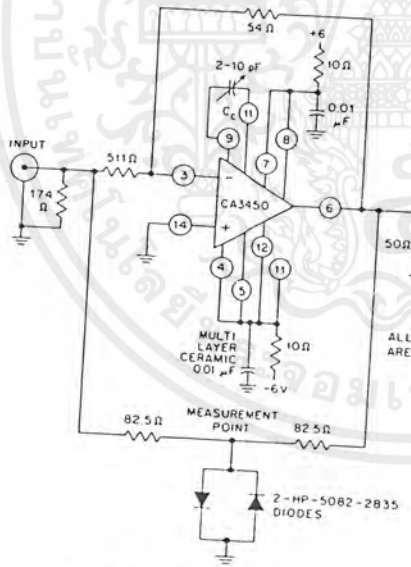 54Ω
+6
10Ω
2-10 pF
Cc
11
9
0.01
μF
7
8
INPUT
511Ω
174
Ω
3
14
CA3450
6
4
5
12
11
50Ω
MULTI
LAYER
CERAMIC
0.01 μF
10Ω
-6V
ALL
ARE
MEASUREMENT
POINT
82.5Ω
82.5Ω
2-HP-5082-2835
DIODES